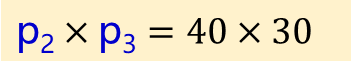 p₂ × p₃ = 40 × 30